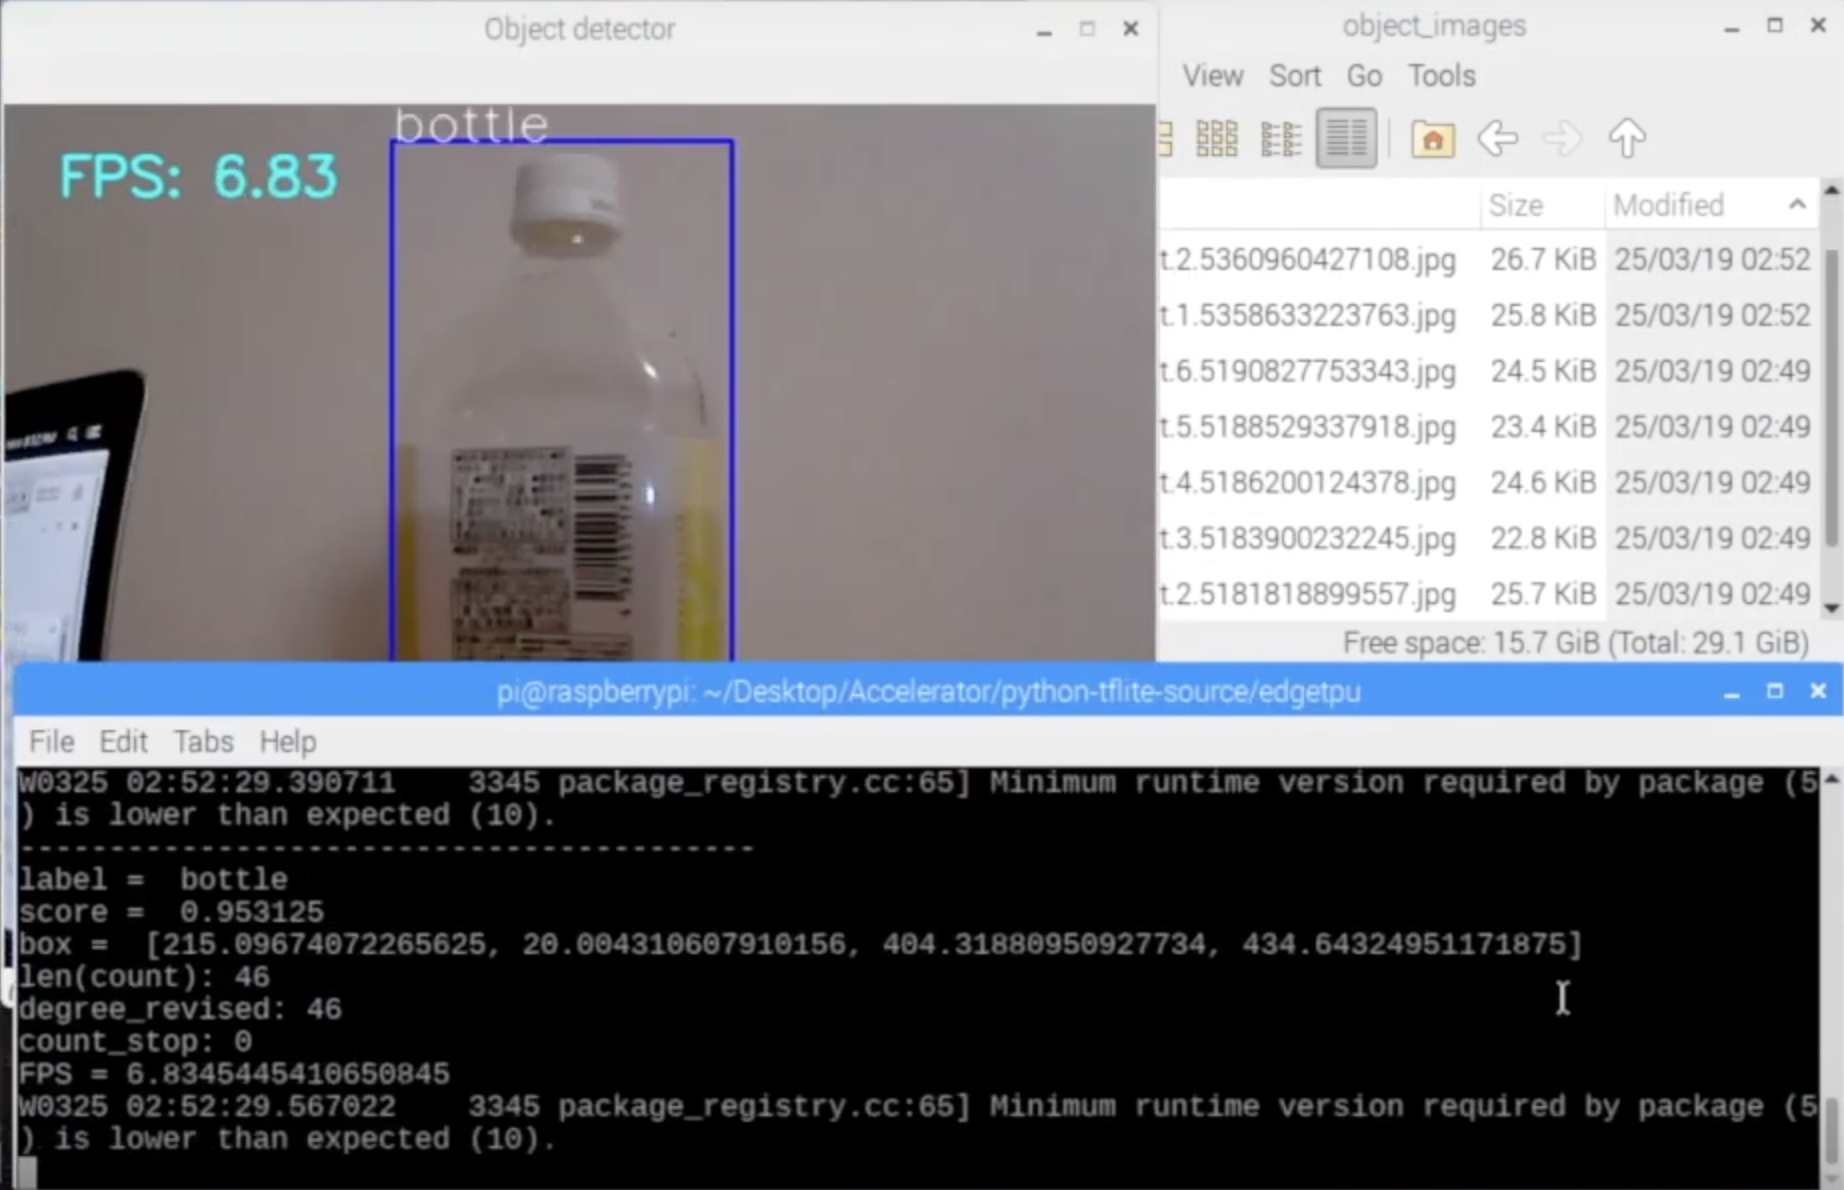 Object detector
bottle
FPS: 6.83
object_images
View Sort Go Tools
Size Modified
t.2.5360960427108.jpg 26.7 KiB 25/03/19 02:52
t.1.5358633223763.jpg 25.8 KiB 25/03/19 02:52
t.6.5190827753343.jpg 24.5 KiB 25/03/19 02:49
t.5.5188529337918.jpg 23.4 KiB 25/03/19 02:49
t.4.5186200124378.jpg 24.6 KiB 25/03/19 02:49
t.3.5183900232245.jpg 22.8 KiB 25/03/19 02:49
t.2.5181818899557.jpg 25.7 KiB 25/03/19 02:49
Free space: 15.7 GiB (Total: 29.1 GiB)
pi@raspberrypi: ~/Desktop/Accelerator/python-tflite-source/edgetpu
File Edit Tabs Help
W0325 02:52:29.390711 3345 package_registry.cc:65] Minimum runtime version required by package (5
) is lower than expected (10).
-----------------------------------------
label = bottle
score = 0.953125
box = [215.09674072265625, 20.004310607910156, 404.31880950927734, 434.64324951171875]
len(count): 46
degree_revised: 46
count_stop: 0
FPS = 6.8345445410650845
W0325 02:52:29.567022 3345 package_registry.cc:65] Minimum runtime version required by package (5
) is lower than expected (10).